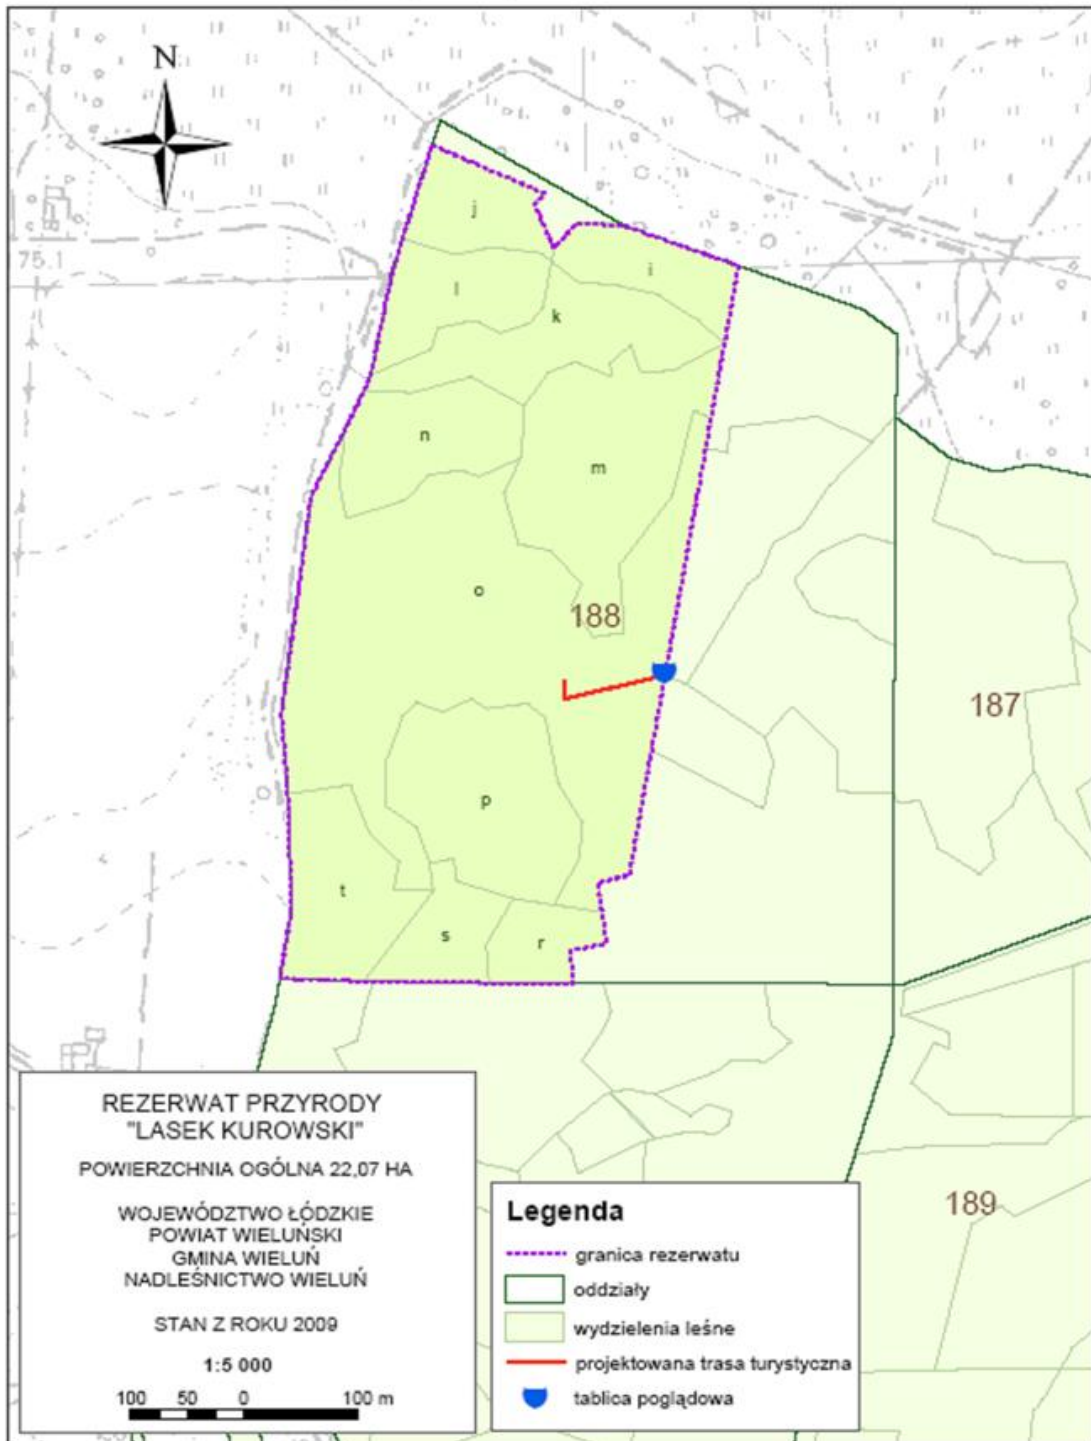 N
75.1
j
i
l
k
n
m
o
188
187
p
t
s
r
189
REZERWAT PRZYRODY
"LASEK KUROWSKI"
POWIERZCHNIA OGÓLNA 22,07 HA
WOJEWÓDZTWO ŁÓDZKIE
POWIAT WIELUŃSKI
GMINA WIELUŃ
NADLEŚNICTWO WIELUŃ
STAN Z ROKU 2009
1:5 000
100 50 0 100 m
Legenda
granica rezerwatu
oddziały
wydzielenia leśne
projektowana trasa turystyczna
tablica poglądowa